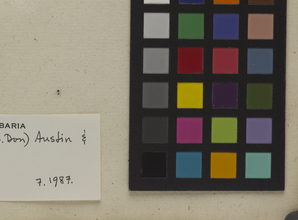 BARIA
. Don) Austin &
7. 1987.